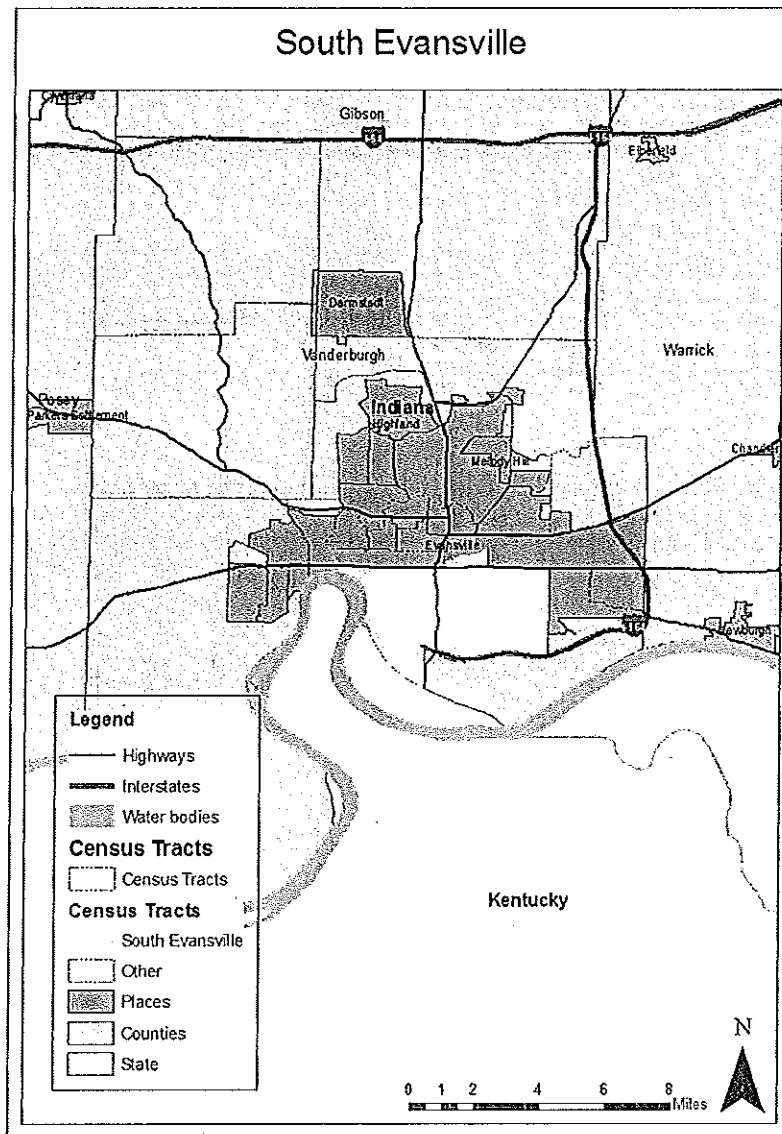 South Evansville
Gibson
Elberfeld
Darmstadt
Vanderburgh
Warrick
Posey
Parkers Settlement
Indiana
Highland
Melody Hill
Chandler
Evansville
Newburgh
Legend
Highways
Interstates
Water bodies
Census Tracts
Census Tracts
Census Tracts
South Evansville
Other
Places
Counties
State
Kentucky
N
0 1 2 4 6 8
Miles